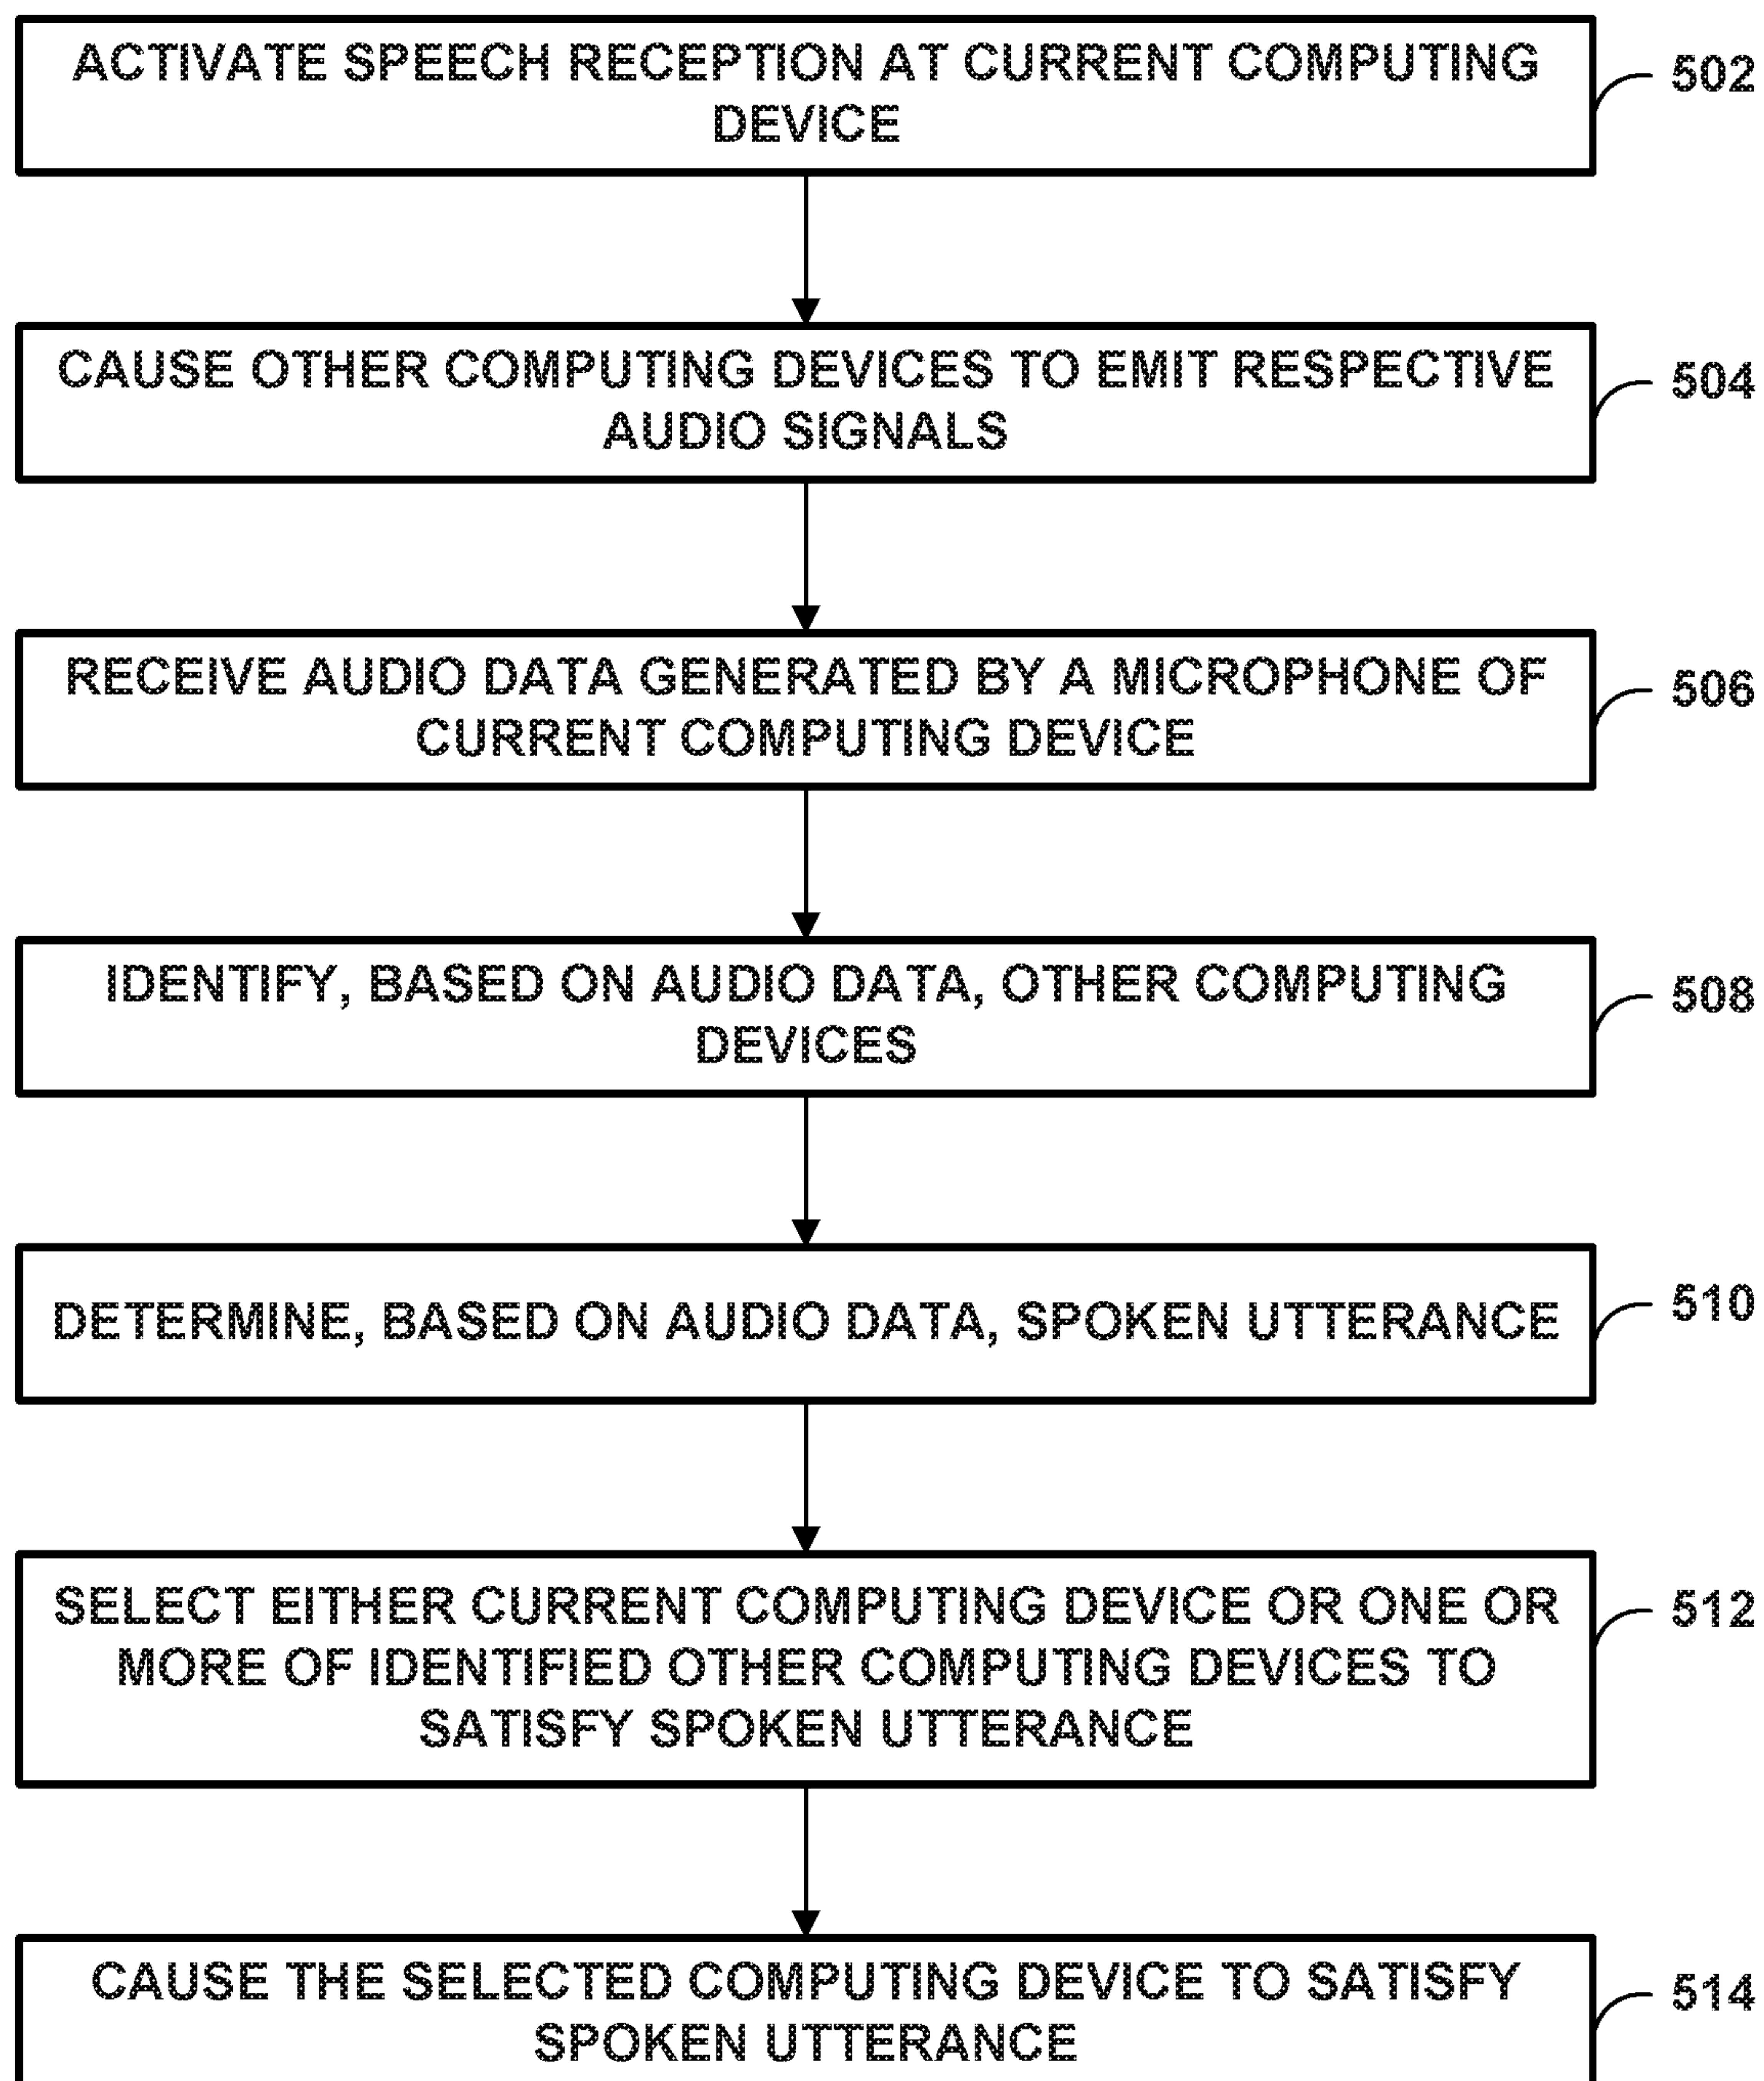 ACTIVATE SPEECH RECEPTION AT CURRENT COMPUTING
DEVICE
502
CAUSE OTHER COMPUTING DEVICES TO EMIT RESPECTIVE
AUDIO SIGNALS
504
RECEIVE AUDIO DATA GENERATED BY A MICROPHONE OF
CURRENT COMPUTING DEVICE
506
IDENTIFY, BASED ON AUDIO DATA, OTHER COMPUTING
DEVICES
508
DETERMINE, BASED ON AUDIO DATA, SPOKEN UTTERANCE
510
SELECT EITHER CURRENT COMPUTING DEVICE OR ONE OR
MORE OF IDENTIFIED OTHER COMPUTING DEVICES TO
SATISFY SPOKEN UTTERANCE
512
CAUSE THE SELECTED COMPUTING DEVICE TO SATISFY
SPOKEN UTTERANCE
514